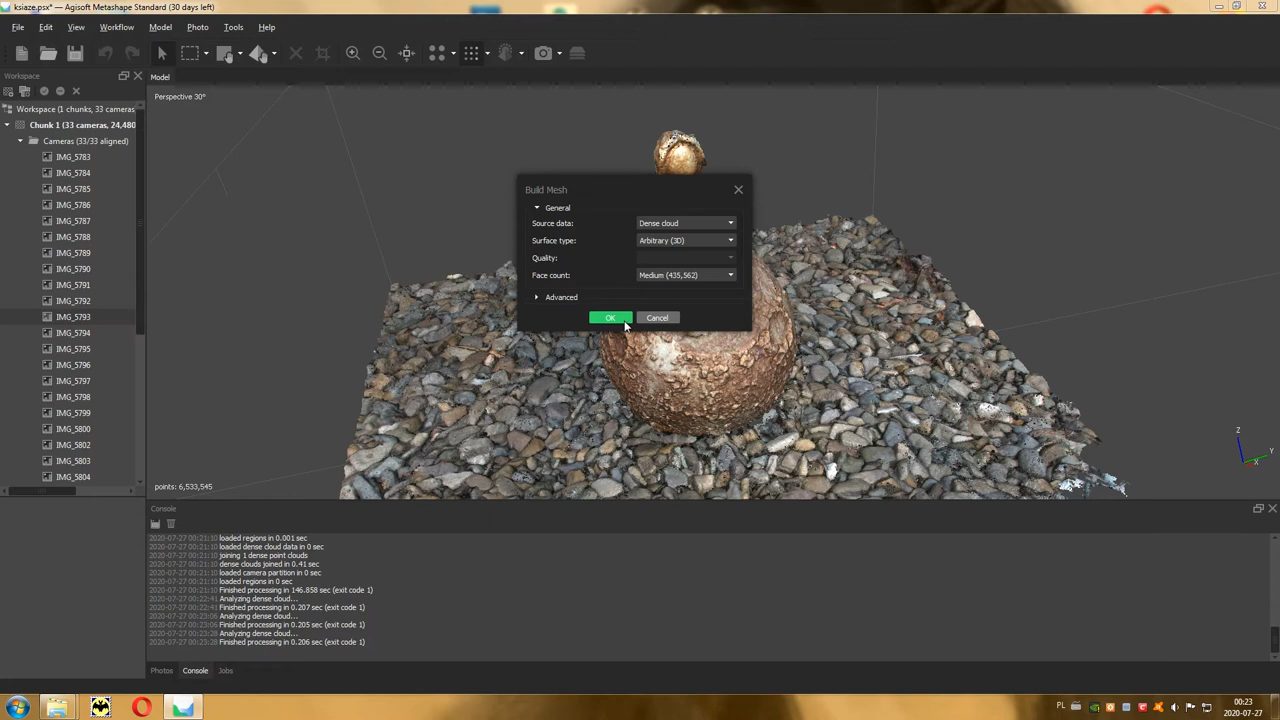 ksiaze.psx* — Agisoft Metashape Standard (30 days left)
File Edit View Workflow Model Photo Tools Help
Workspace
Model
Workspace (1 chunks, 33 cameras,
Chunk 1 (33 cameras, 24,480
Cameras (33/33 aligned)
IMG_5783
IMG_5784
IMG_5785
IMG_5786
IMG_5787
IMG_5788
IMG_5789
IMG_5790
IMG_5791
IMG_5792
IMG_5793
IMG_5794
IMG_5795
IMG_5796
IMG_5797
IMG_5798
IMG_5799
IMG_5800
IMG_5802
IMG_5803
IMG_5804
Perspective 30°
Build Mesh
General
Source data: Dense cloud
Surface type: Arbitrary (3D)
Quality:
Face count: Medium (435,562)
Advanced
OK Cancel
Z
Y
X
points: 6,533,545
Console
2020-07-27 00:21:10 loaded regions in 0.001 sec
2020-07-27 00:21:10 loaded dense cloud data in 0 sec
2020-07-27 00:21:10 joining 1 dense point clouds
2020-07-27 00:21:10 dense clouds joined in 0.41 sec
2020-07-27 00:21:10 loaded camera partition in 0 sec
2020-07-27 00:21:10 loaded regions in 0 sec
2020-07-27 00:21:10 Finished processing in 146.858 sec (exit code 1)
2020-07-27 00:22:41 Analyzing dense cloud...
2020-07-27 00:22:41 Finished processing in 0.207 sec (exit code 1)
2020-07-27 00:23:06 Analyzing dense cloud...
2020-07-27 00:23:06 Finished processing in 0.205 sec (exit code 1)
2020-07-27 00:23:28 Analyzing dense cloud...
2020-07-27 00:23:28 Finished processing in 0.206 sec (exit code 1)
Photos Console Jobs
PL
00:23
2020-07-27